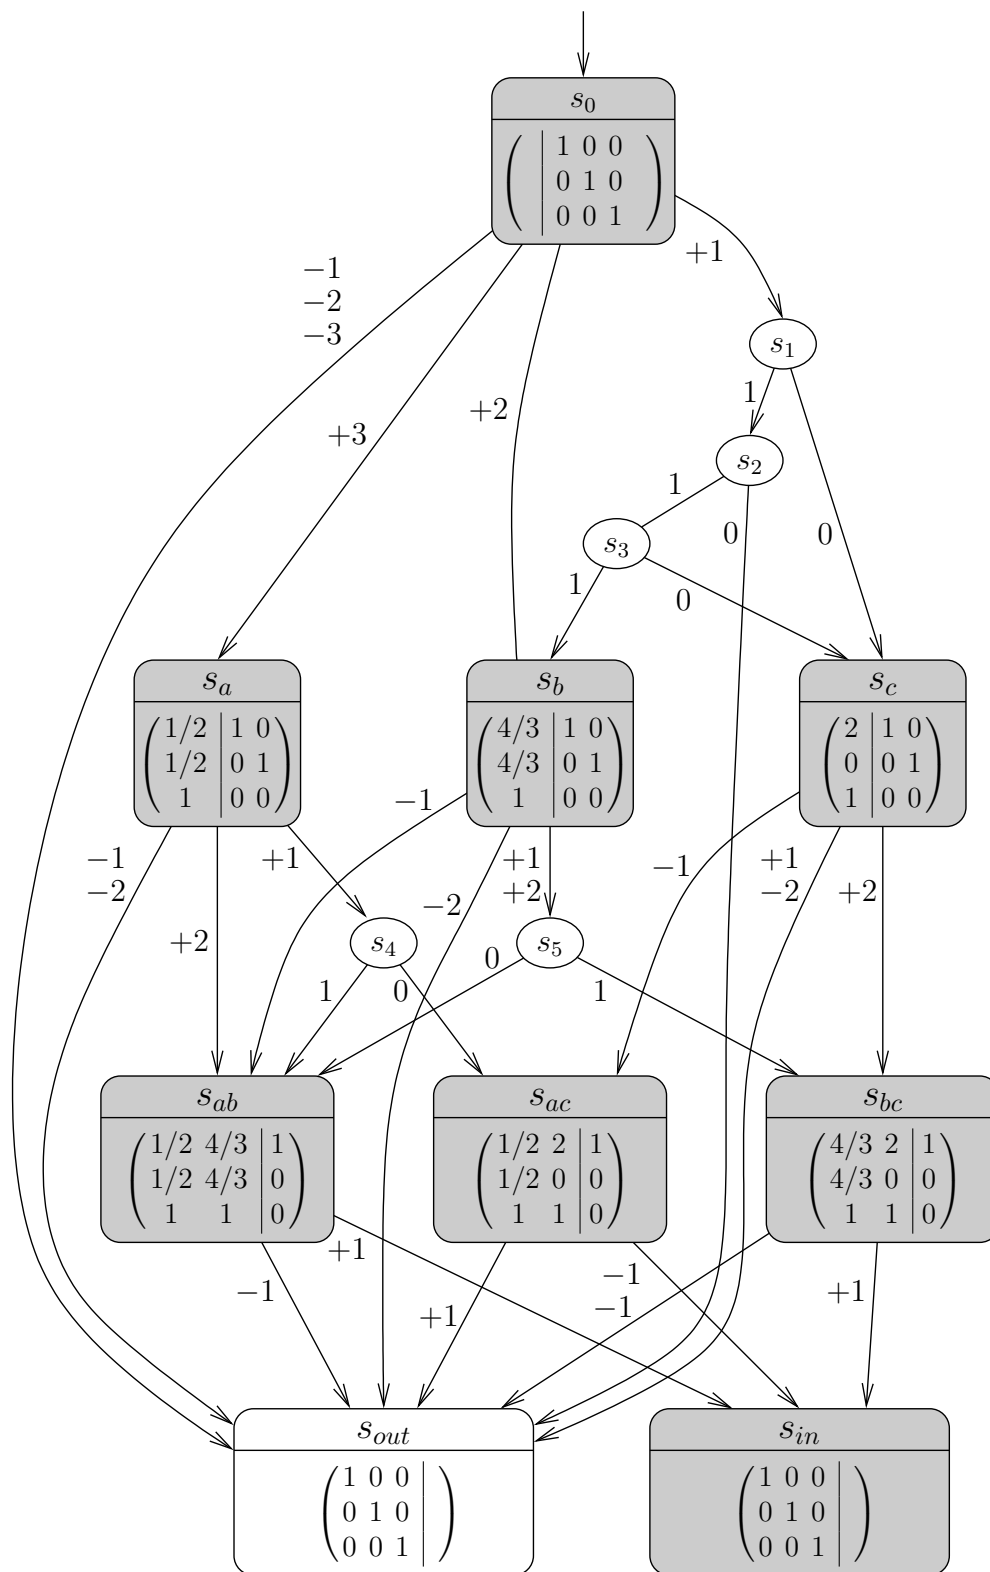 s_0
1 0 0
0 1 0
0 0 1
+1
−1
−2
−3
s_1
+2
1
+3
s_2
1
0
0
s_3
1
0
s_a
1/2 1 0
1/2 0 1
1 0 0
s_b
4/3 1 0
4/3 0 1
1 0 0
s_c
2 1 0
0 0 1
1 0 0
−1
−1
−2
+1
+1
+2
−1
+1
−2
+2
−2
+2
s_4
s_5
0
1
0
1
s_ab
1/2 4/3 1
1/2 4/3 0
1 1 0
s_ac
1/2 2 1
1/2 0 0
1 1 0
s_bc
4/3 2 1
4/3 0 0
1 1 0
+1
−1
−1
−1
+1
+1
s_out
1 0 0
0 1 0
0 0 1
s_in
1 0 0
0 1 0
0 0 1